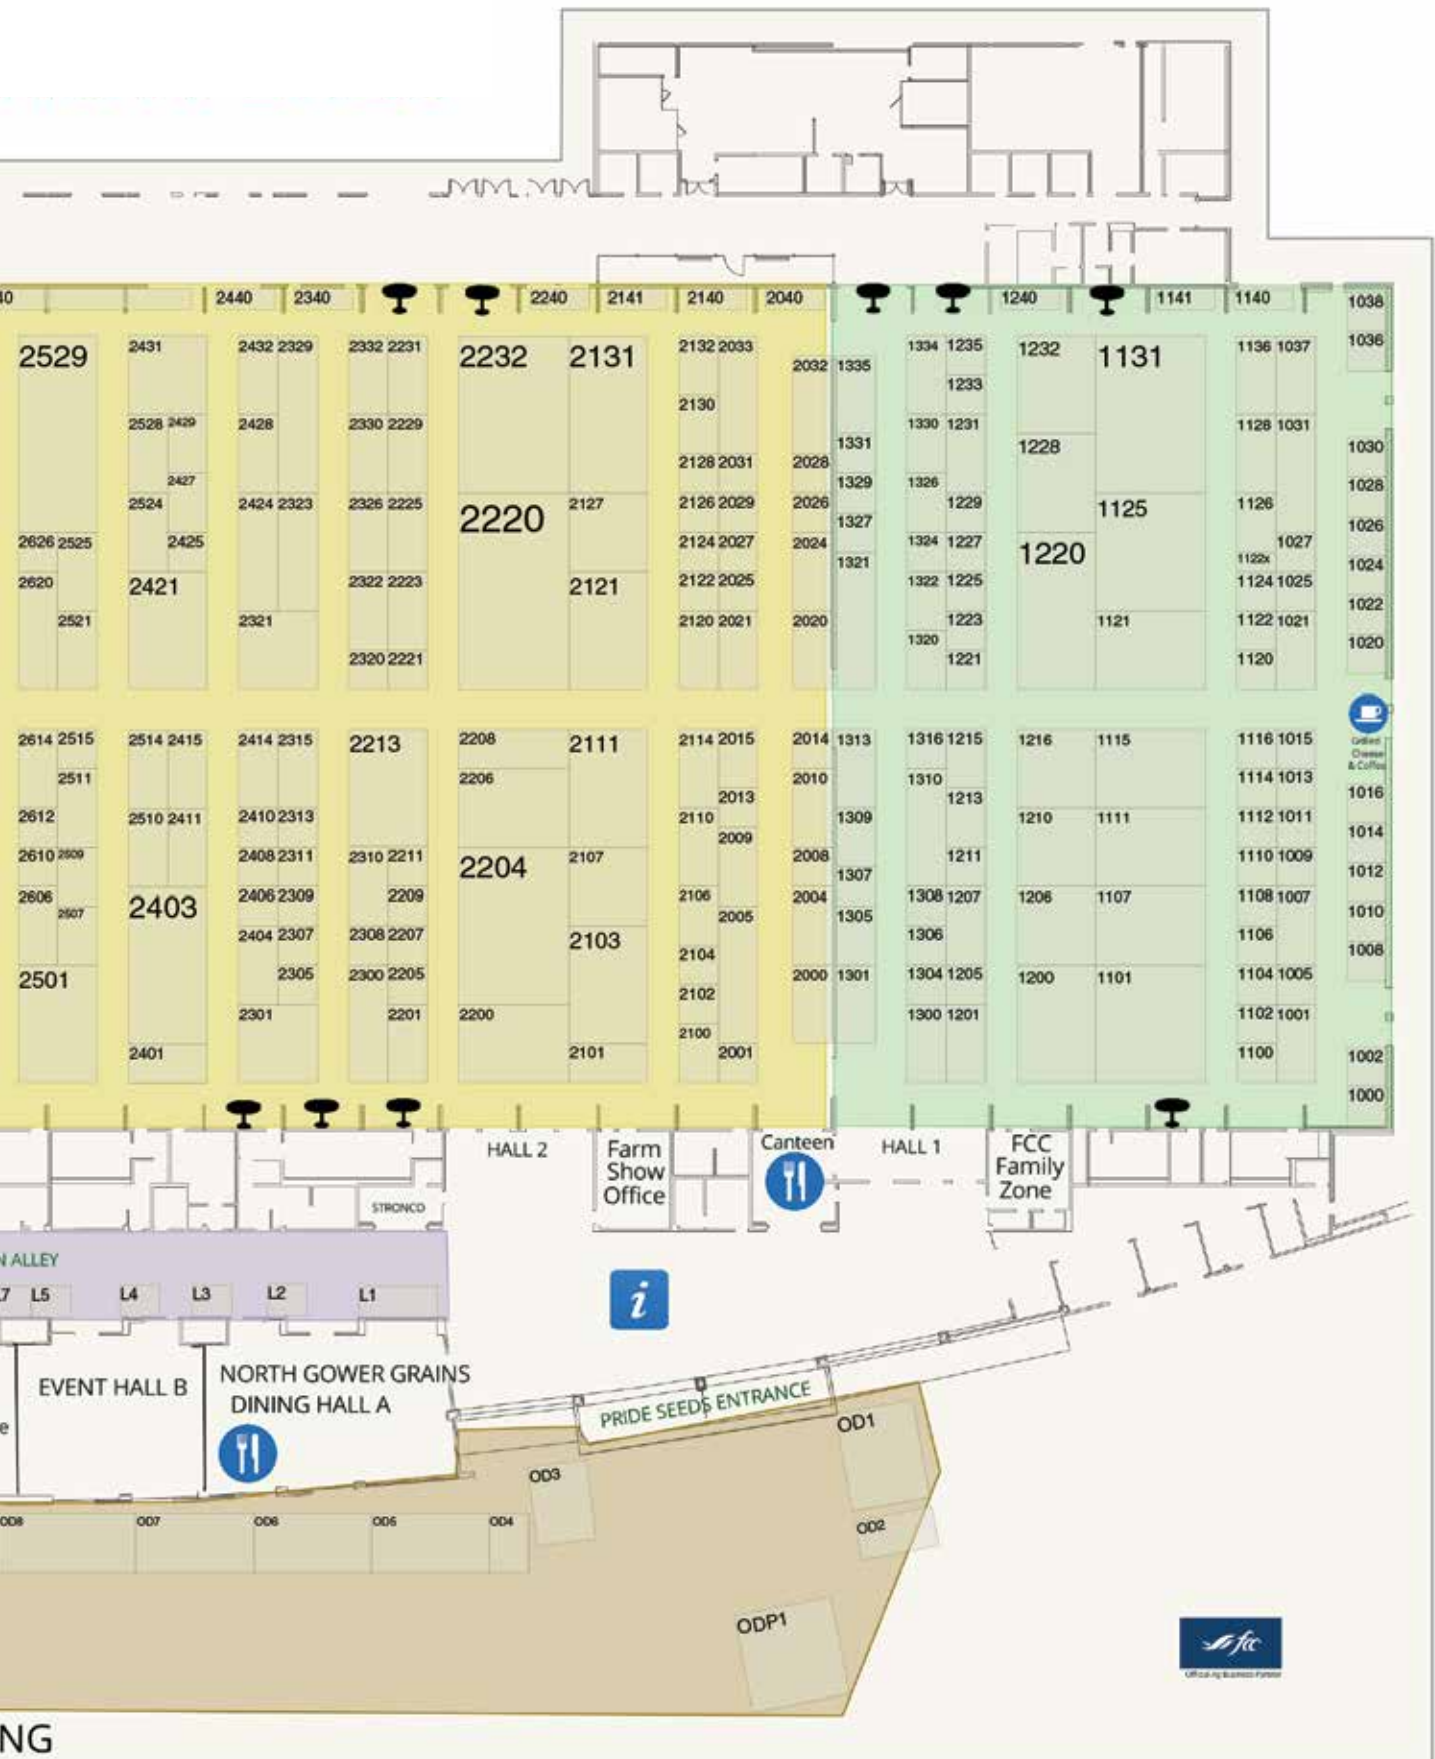 40 2440 2340 2240 2141 2140 2040 1240 1141 1140 1038
1036
2529 2431 2432 2329 2332 2231 2232 2131 2132 2033 1334 1235 1232 1131 1136 1037
2032 1335
1233
2130
2528 2429 2428 2330 2229 1330 1231 1128 1031
1331 1228 1030
2128 2031 2028
2427 1329 1326 1028
2524 2424 2323 2326 2225 2220 2127 2126 2029 2026 1229 1125 1126
1327 1026
2626 2525 2425 2124 2027 2024 1324 1227 1220 1027
1321 1122x 1024
2620 2421 2322 2223 2121 2122 2025 1322 1225 1124 1025
1022
2521 2321 2120 2021 2020 1223 1121 1122 1021
1320 1020
2320 2221 1221 1120
2614 2515 2514 2415 2414 2315 2213 2208 2111 2114 2015 2014 1313 1316 1215 1216 1115 1116 1015
Grilled
Cheese
& Coffee
2511 2206 2010 1310 1114 1013
2013 1213 1016
2612 2510 2411 2410 2313 2110 1309 1210 1111 1112 1011
2009 1014
2610 2609 2408 2311 2310 2211 2204 2107 2008 1211 1110 1009
1307 1012
2606 2403 2406 2309 2209 2106 2004 1308 1207 1206 1107 1108 1007
2507 2005 1305 1010
2404 2307 2308 2207 2103 1306 1106
2104 1008
2501 2305 2300 2205 2000 1301 1304 1205 1200 1101 1104 1005
2102
2301 2201 2200 1300 1201 1102 1001
2100
2401 2101 2001 1100 1002
1000
HALL 2 Farm Show Office Canteen HALL 1 FCC Family Zone
STRONCO
N ALLEY
L7 L5 L4 L3 L2 L1
i
EVENT HALL B
NORTH GOWER GRAINS
DINING HALL A
PRIDE SEEDS ENTRANCE
e
OD1
OD3
OD8 OD7 OD6 OD5 OD4 OD2
ODP1
fcc
Official Ag Business Partner
NG